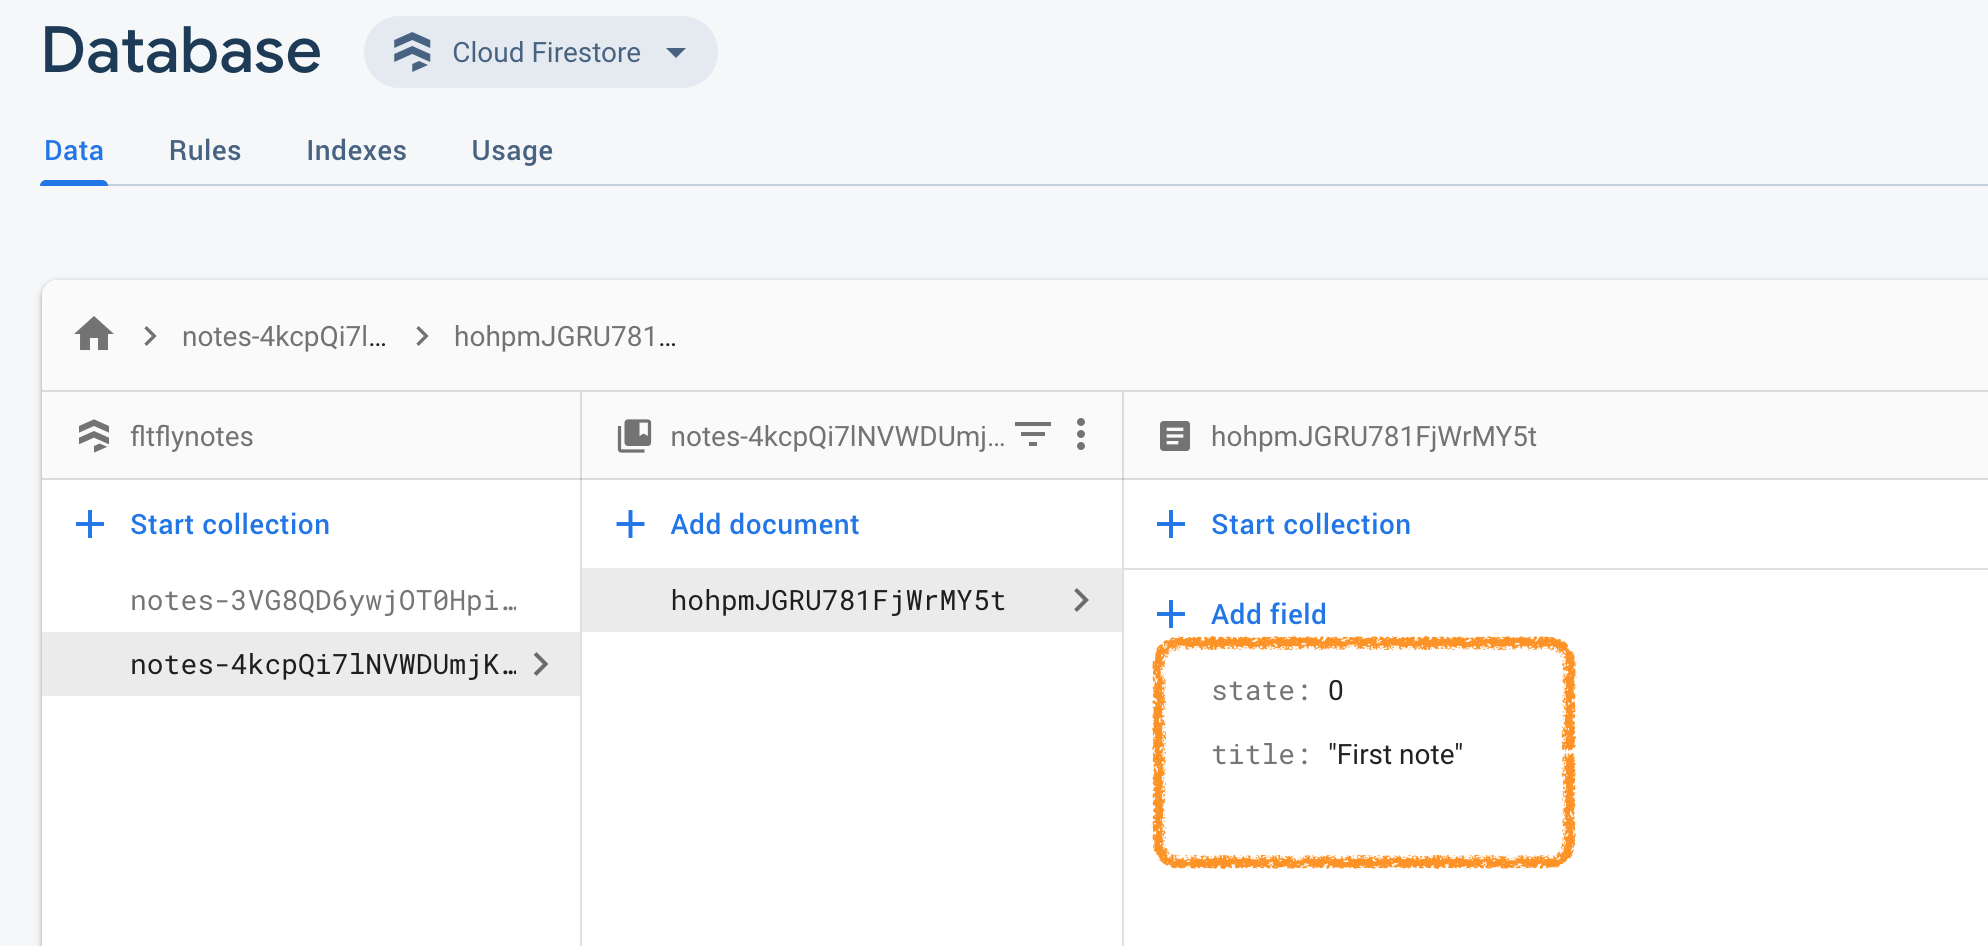 Database
Cloud Firestore
Data Rules Indexes Usage
notes-4kcpQi7l... hohpmJGRU781...
fltflynotes
notes-4kcpQi7lNVWDUmj...
hohpmJGRU781FjWrMY5t
Start collection
Add document
Start collection
notes-3VG8QD6ywjOT0Hpi...
hohpmJGRU781FjWrMY5t
Add field
notes-4kcpQi7lNVWDUmjK...
state: 0
title: "First note"